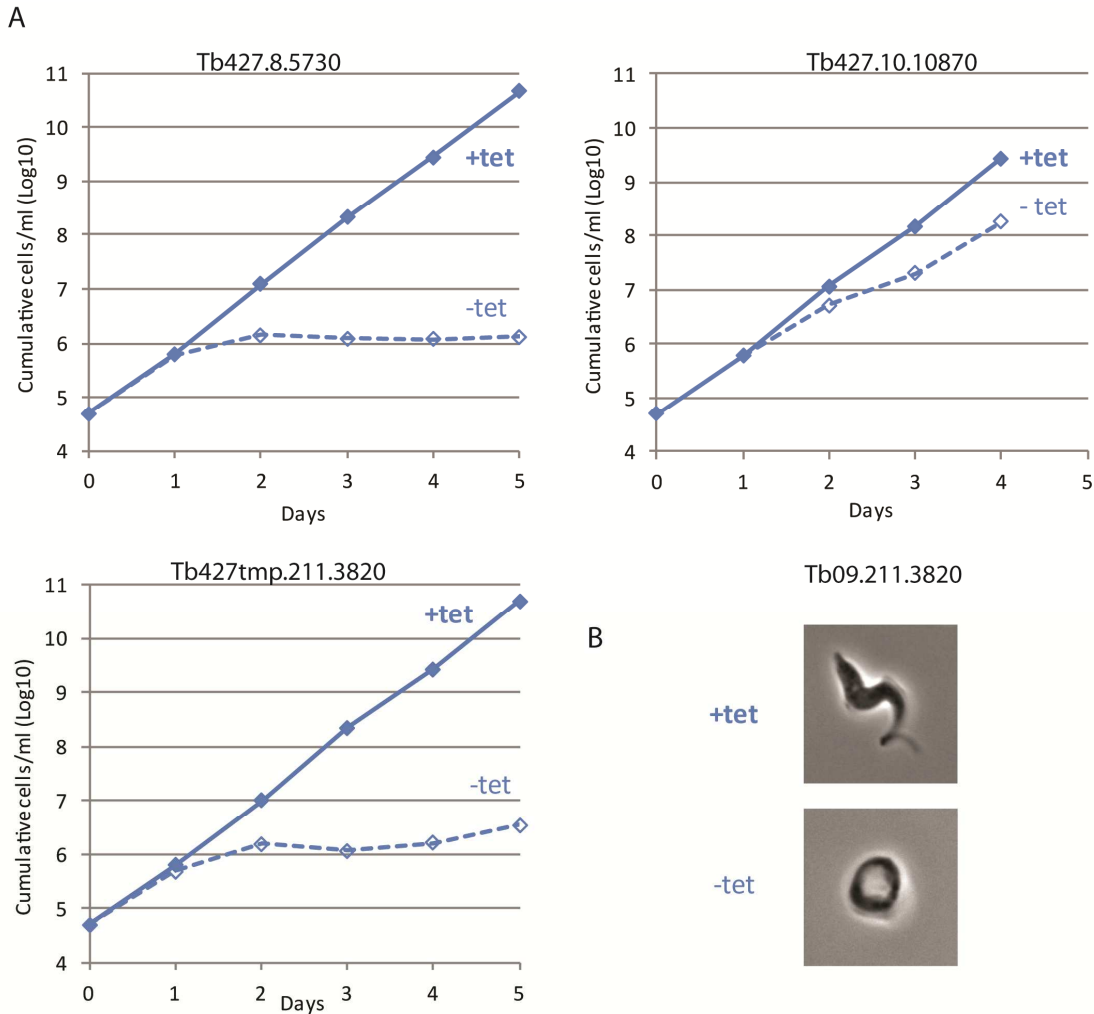 A
Tb427.8.5730
Cumulative cells/ml (Log10)
11
10
9
8
7
6
5
4
+tet
-tet
0 1 2 3 4 5
Days
Tb427.10.10870
Cumulative cells/ml (Log10)
11
10
9
8
7
6
5
4
+tet
- tet
0 1 2 3 4 5
Days
Tb427tmp.211.3820
Cumulative cells/ml (Log10)
11
10
9
8
7
6
5
4
+tet
-tet
0 1 2 3 4 5
Days
Tb09.211.3820
B
+tet
-tet